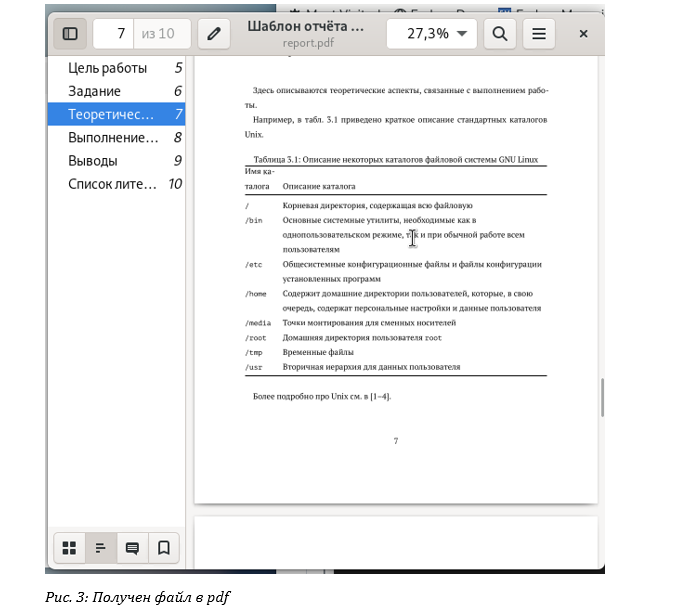 7
из 10
Шаблон отчёта ...
report.pdf
27,3%
Цель работы 5
Задание 6
Теоретичес... 7
Выполнение... 8
Выводы 9
Список лите... 10
Здесь описываются теоретические аспекты, связанные с выполнением рабо-
ты.
Например, в табл. 3.1 приведено краткое описание стандартных каталогов
Unix.
Таблица 3.1: Описание некоторых каталогов файловой системы GNU Linux
Имя ка-
талога Описание каталога
/ Корневая директория, содержащая всю файловую
/bin Основные системные утилиты, необходимые как в
однопользовательском режиме, так и при обычной работе всем
пользователям
/etc Общесистемные конфигурационные файлы и файлы конфигурации
установленных программ
/home Содержит домашние директории пользователей, которые, в свою
очередь, содержат персональные настройки и данные пользователя
/media Точки монтирования для сменных носителей
/root Домашняя директория пользователя root
/tmp Временные файлы
/usr Вторичная иерархия для данных пользователя
Более подробно про Unix см. в [1–4].
7
Рис. 3: Получен файл в pdf